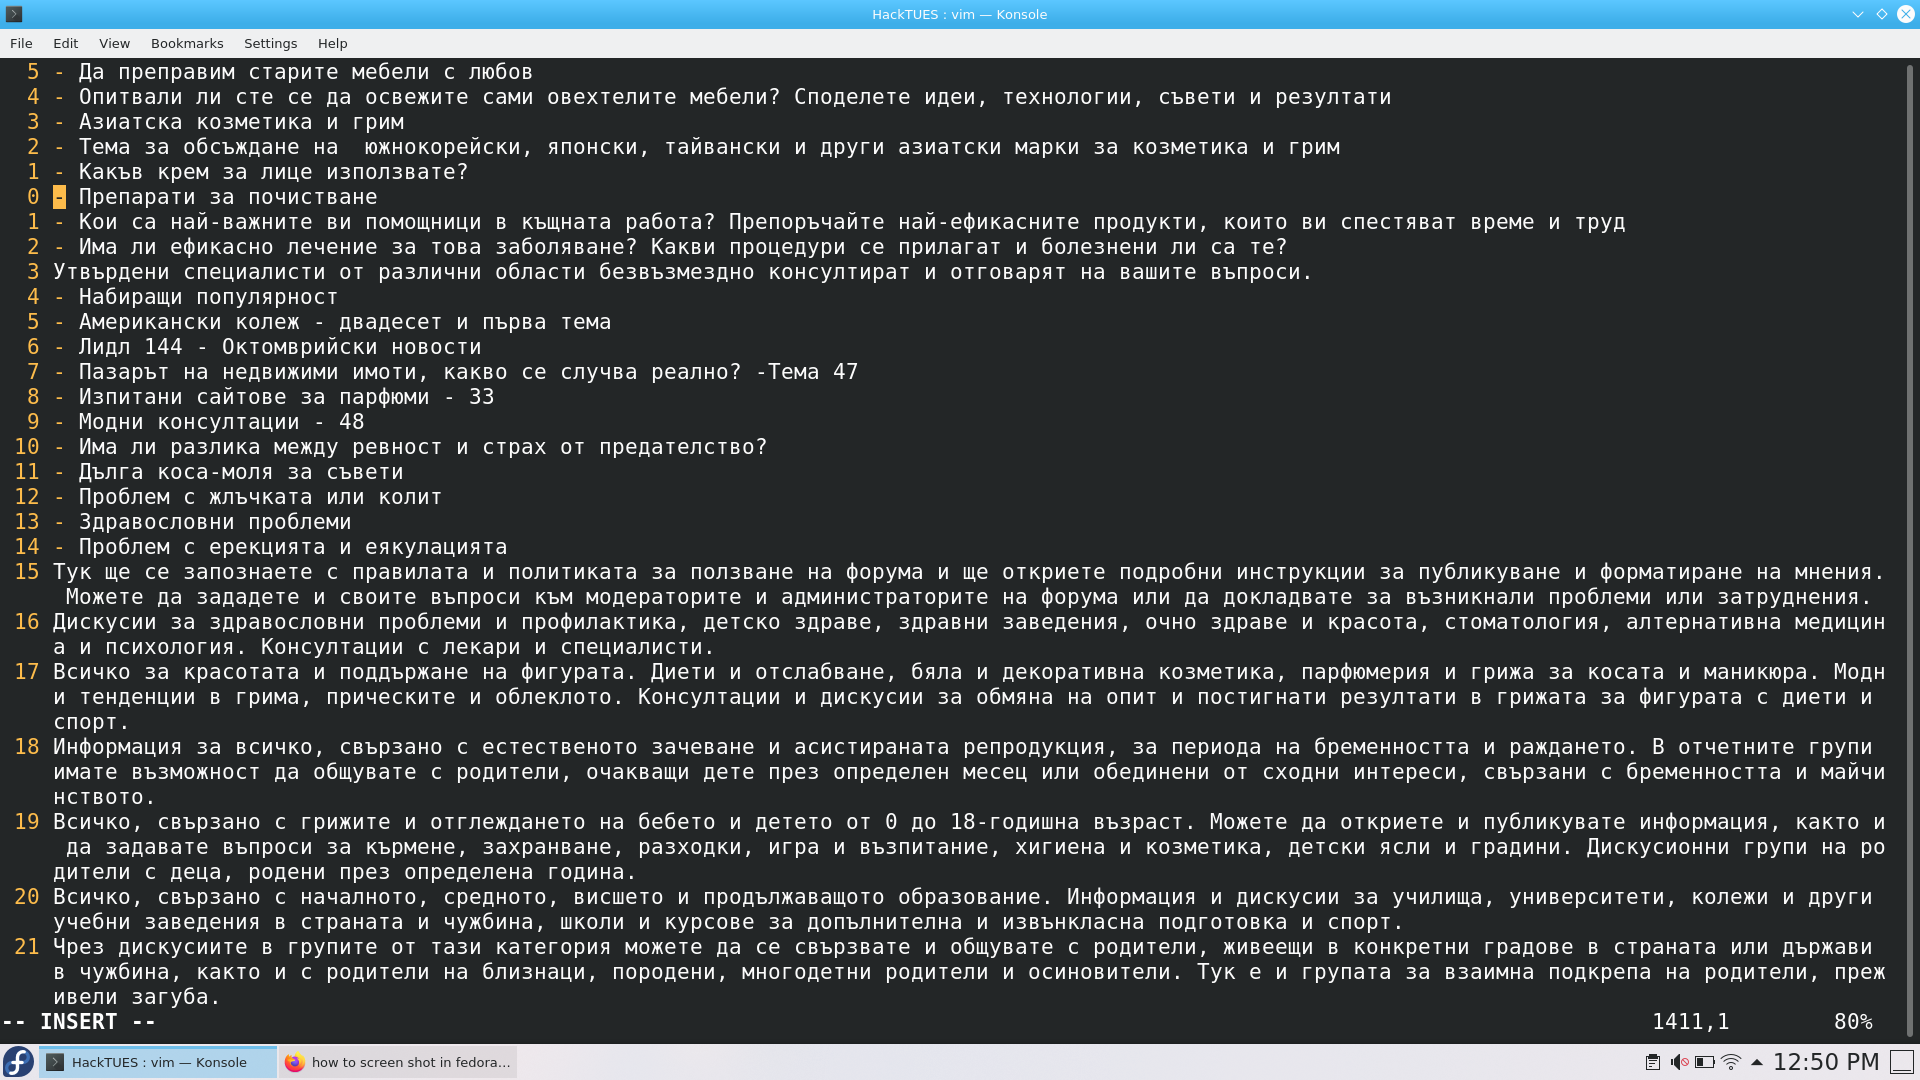 HackTUES : vim — Konsole
File Edit View Bookmarks Settings Help
5 - Да преправим старите мебели с любов
4 - Опитвали ли сте се да освежите сами овехтелите мебели? Споделете идеи, технологии, съвети и резултати
3 - Азиатска козметика и грим
2 - Тема за обсъждане на  южнокорейски, японски, тайвански и други азиатски марки за козметика и грим
1 - Какъв крем за лице използвате?
0 - Препарати за почистване
1 - Кои са най-важните ви помощници в къщната работа? Препоръчайте най-ефикасните продукти, които ви спестяват време и труд
2 - Има ли ефикасно лечение за това заболяване? Какви процедури се прилагат и болезнени ли са те?
3 Утвърдени специалисти от различни области безвъзмездно консултират и отговарят на вашите въпроси.
4 - Набиращи популярност
5 - Американски колеж - двадесет и първа тема
6 - Лидл 144 - Октомврийски новости
7 - Пазарът на недвижими имоти, какво се случва реално? -Тема 47
8 - Изпитани сайтове за парфюми - 33
9 - Модни консултации - 48
10 - Има ли разлика между ревност и страх от предателство?
11 - Дълга коса-моля за съвети
12 - Проблем с жлъчката или колит
13 - Здравословни проблеми
14 - Проблем с ерекцията и еякулацията
15 Тук ще се запознаете с правилата и политиката за ползване на форума и ще откриете подробни инструкции за публикуване и форматиране на мнения.
Можете да зададете и своите въпроси към модераторите и администраторите на форума или да докладвате за възникнали проблеми или затруднения.
16 Дискусии за здравословни проблеми и профилактика, детско здраве, здравни заведения, очно здраве и красота, стоматология, алтернативна медицин
а и психология. Консултации с лекари и специалисти.
17 Всичко за красотата и поддържане на фигурата. Диети и отслабване, бяла и декоративна козметика, парфюмерия и грижа за косата и маникюра. Модн
и тенденции в грима, прическите и облеклото. Консултации и дискусии за обмяна на опит и постигнати резултати в грижата за фигурата с диети и
спорт.
18 Информация за всичко, свързано с естественото зачеване и асистираната репродукция, за периода на бременността и раждането. В отчетните групи
имате възможност да общувате с родители, очакващи дете през определен месец или обединени от сходни интереси, свързани с бременността и майчи
нството.
19 Всичко, свързано с грижите и отглеждането на бебето и детето от 0 до 18-годишна възраст. Можете да откриете и публикувате информация, както и
да задавате въпроси за кърмене, захранване, разходки, игра и възпитание, хигиена и козметика, детски ясли и градини. Дискусионни групи на ро
дители с деца, родени през определена година.
20 Всичко, свързано с началното, средното, висшето и продължаващото образование. Информация и дискусии за училища, университети, колежи и други
учебни заведения в страната и чужбина, школи и курсове за допълнителна и извънкласна подготовка и спорт.
21 Чрез дискусиите в групите от тази категория можете да се свързвате и общувате с родители, живеещи в конкретни градове в страната или държави
в чужбина, както и с родители на близнаци, породени, многодетни родители и осиновители. Тук е и групата за взаимна подкрепа на родители, преж
ивели загуба.
-- INSERT -- 1411,1 80%
HackTUES : vim — Konsole how to screen shot in fedora... 12:50 PM